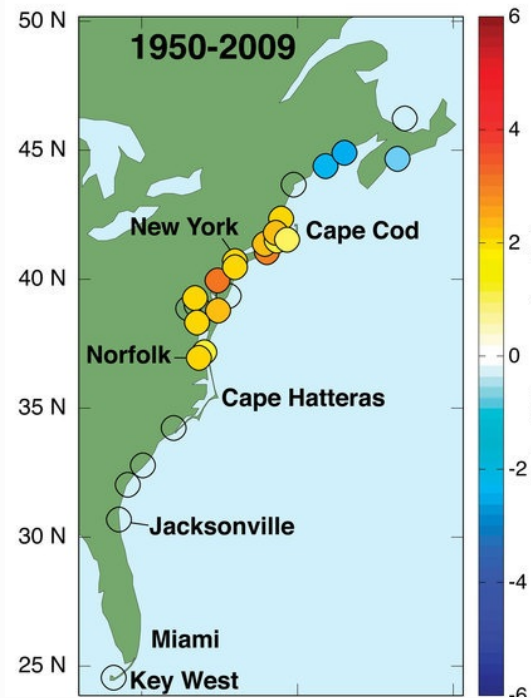 50 N
1950-2009
6
45 N
4
New York
Cape Cod
2
40 N
0
Norfolk
Cape Hatteras
35 N
-2
30 N
Jacksonville
-4
Miami
25 N
Key West
-6